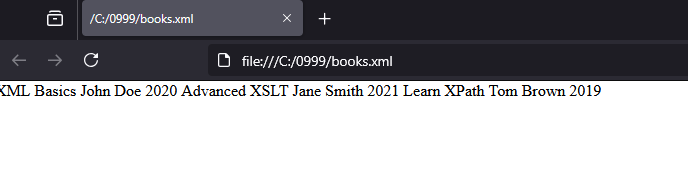 /C:/0999/books.xml
file:///C:/0999/books.xml
XML Basics John Doe 2020 Advanced XSLT Jane Smith 2021 Learn XPath Tom Brown 2019